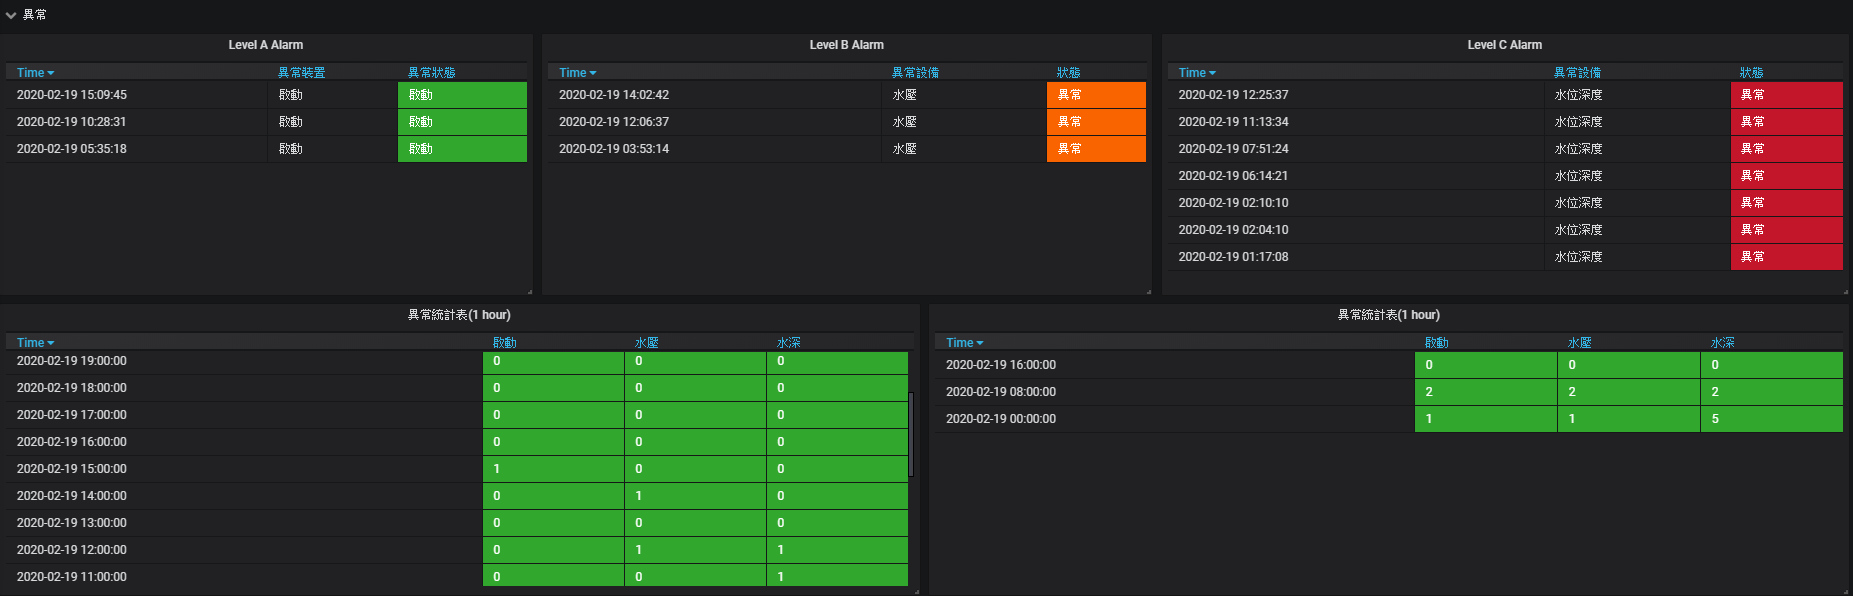 異常
Level A Alarm
Time 異常裝置 異常狀態
2020-02-19 15:09:45 啟動 啟動
2020-02-19 10:28:31 啟動 啟動
2020-02-19 05:35:18 啟動 啟動
Level B Alarm
Time 異常設備 狀態
2020-02-19 14:02:42 水壓 異常
2020-02-19 12:06:37 水壓 異常
2020-02-19 03:53:14 水壓 異常
Level C Alarm
Time 異常設備 狀態
2020-02-19 12:25:37 水位深度 異常
2020-02-19 11:13:34 水位深度 異常
2020-02-19 07:51:24 水位深度 異常
2020-02-19 06:14:21 水位深度 異常
2020-02-19 02:10:10 水位深度 異常
2020-02-19 02:04:10 水位深度 異常
2020-02-19 01:17:08 水位深度 異常
異常統計表(1 hour)
Time 啟動 水壓 水深
2020-02-19 19:00:00 0 0 0
2020-02-19 18:00:00 0 0 0
2020-02-19 17:00:00 0 0 0
2020-02-19 16:00:00 0 0 0
2020-02-19 15:00:00 1 0 0
2020-02-19 14:00:00 0 1 0
2020-02-19 13:00:00 0 0 0
2020-02-19 12:00:00 0 1 1
2020-02-19 11:00:00 0 0 1
異常統計表(1 hour)
Time 啟動 水壓 水深
2020-02-19 16:00:00 0 0 0
2020-02-19 08:00:00 2 2 2
2020-02-19 00:00:00 1 1 5